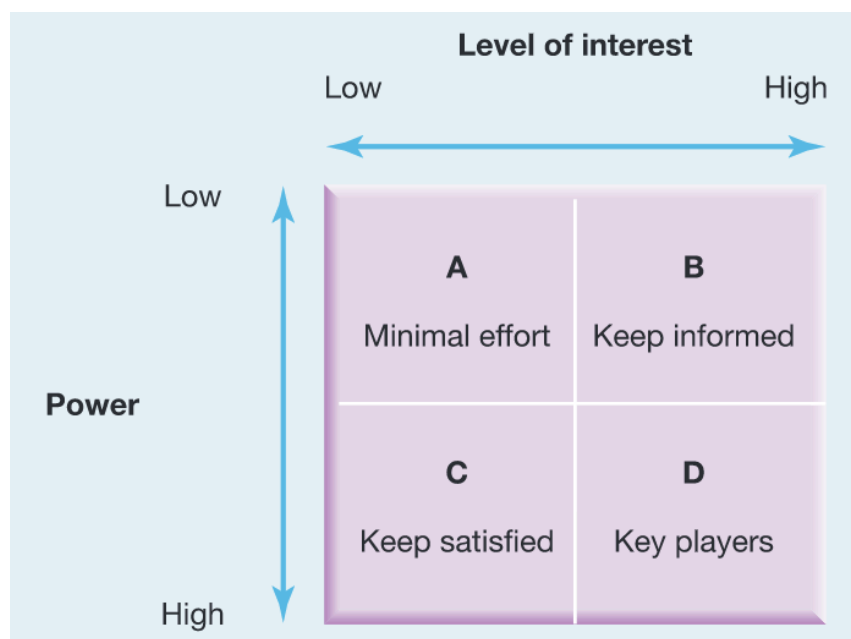 Level of interest
Low High
Low
A B
Minimal effort Keep informed
Power
C D
Keep satisfied Key players
High